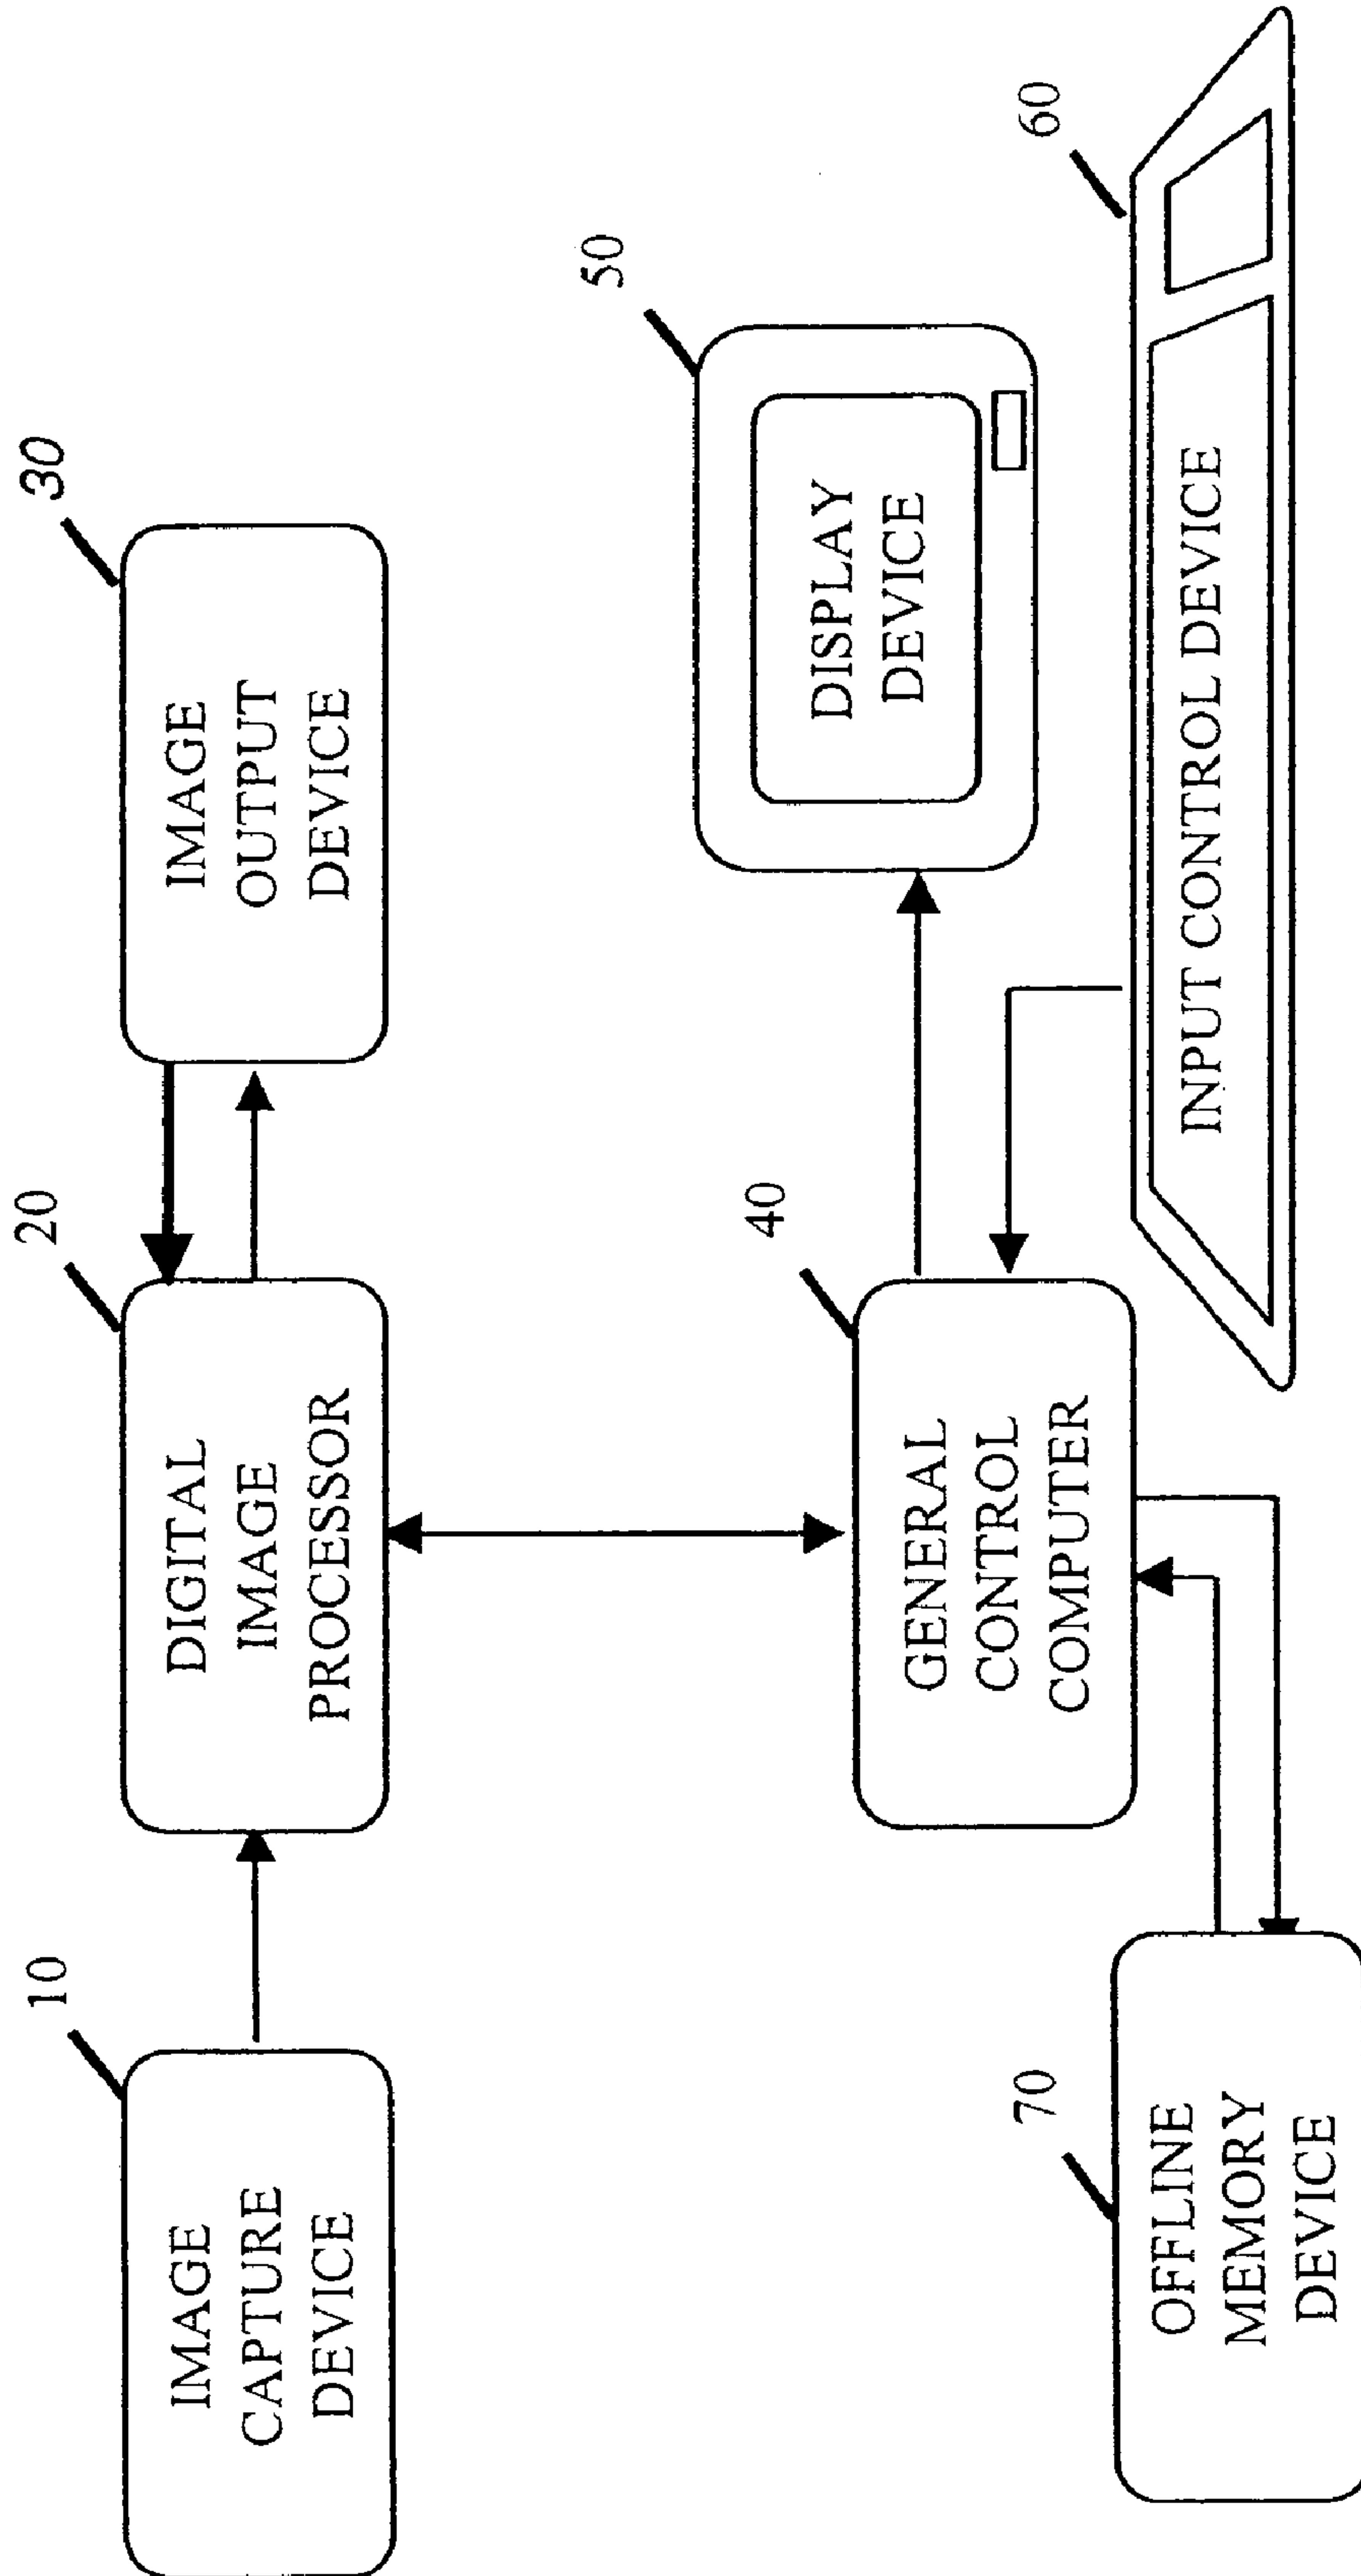 10
IMAGE
CAPTURE
DEVICE
20
DIGITAL
IMAGE
PROCESSOR
30
IMAGE
OUTPUT
DEVICE
40
GENERAL
CONTROL
COMPUTER
50
DISPLAY
DEVICE
60
INPUT CONTROL DEVICE
70
OFFLINE
MEMORY
DEVICE